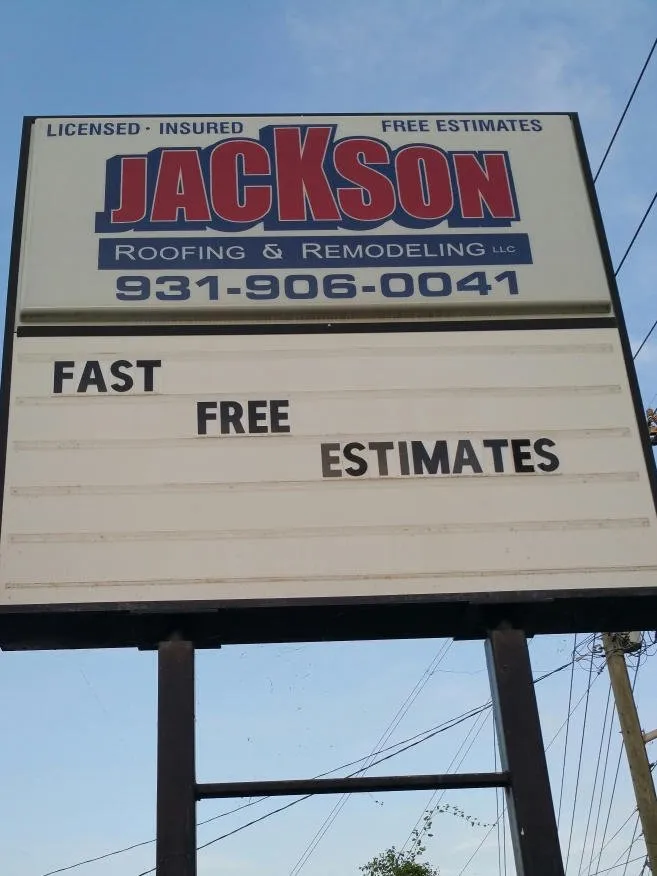 LICENSED · INSURED FREE ESTIMATES
JACKSON
ROOFING & REMODELING LLC
931-906-0041
FAST
FREE
ESTIMATES